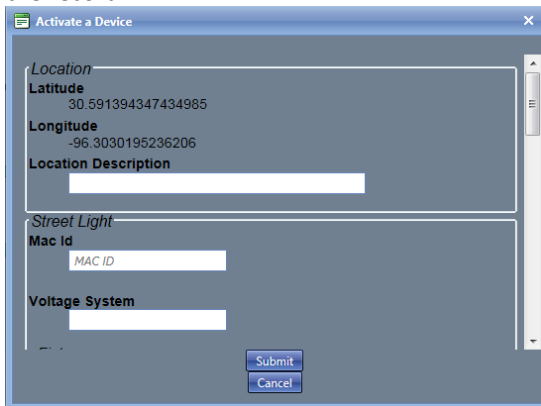 Activate a Device
Location
Latitude
30.591394347434985
Longitude
-96.3030195236206
Location Description
Street Light
Mac Id
MAC ID
Voltage System
Submit
Cancel